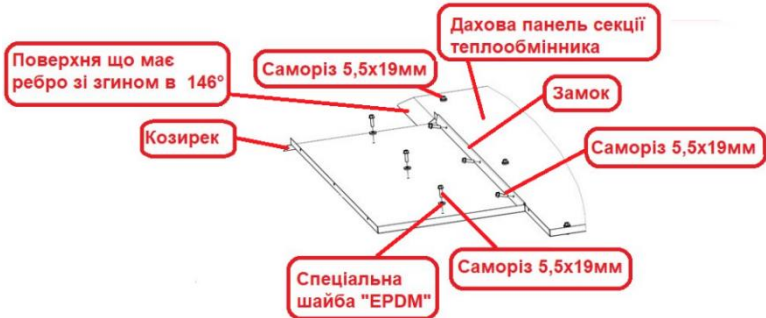 Дахова панель секції
теплообмінника
Поверхня що має
ребро зі згином в 146°
Саморіз 5,5х19мм
Замок
Козирек
Саморіз 5,5х19мм
Спеціальна
шайба "EPDM"
Саморіз 5,5х19мм